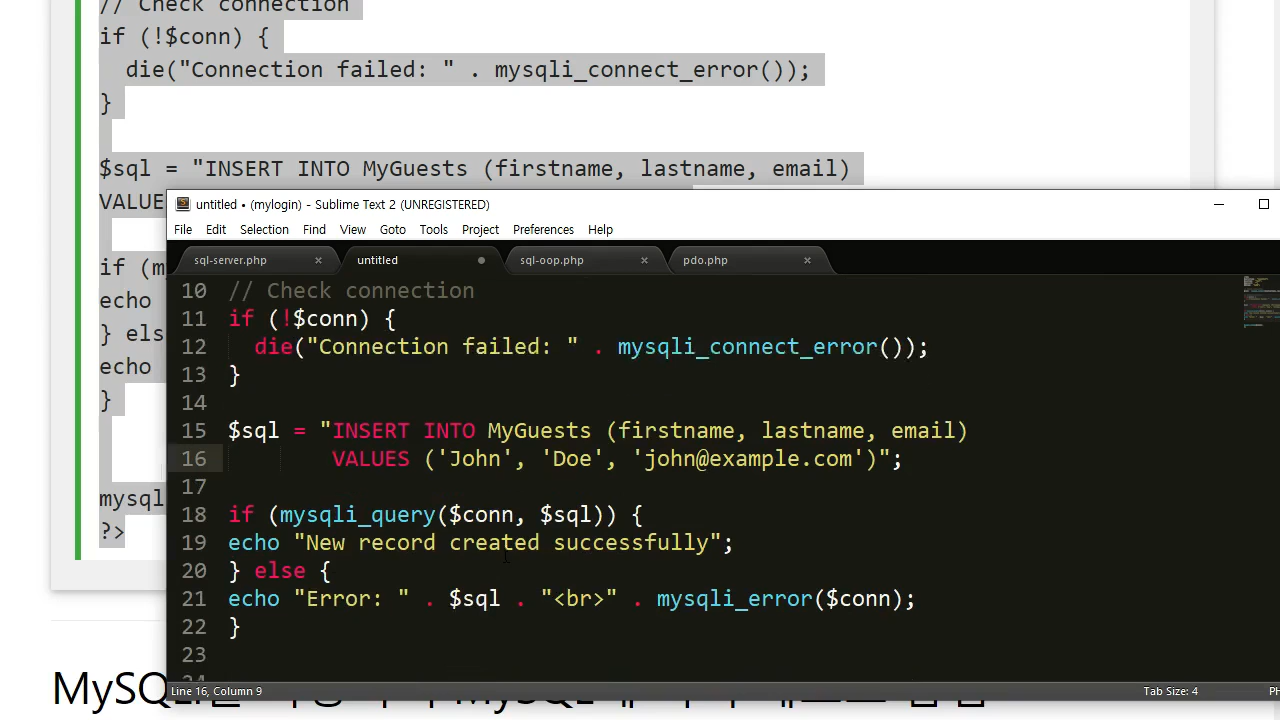 // Check connection
if (!$conn) {
die("Connection failed: " . mysqli_connect_error());
}
$sql = "INSERT INTO MyGuests (firstname, lastname, email)
VALUE
if (m
echo
} els
echo
}
mysql
?>
untitled • (mylogin) - Sublime Text 2 (UNREGISTERED)
File Edit Selection Find View Goto Tools Project Preferences Help
sql-server.php × untitled sql-oop.php × pdo.php ×
10 // Check connection
11 if (!$conn) {
12 die("Connection failed: " . mysqli_connect_error());
13 }
14
15 $sql = "INSERT INTO MyGuests (firstname, lastname, email)
16 VALUES ('John', 'Doe', 'john@example.com')";
17
18 if (mysqli_query($conn, $sql)) {
19 echo "New record created successfully";
20 } else {
21 echo "Error: " . $sql . "<br>" . mysqli_error($conn);
22 }
23
Line 16, Column 9 Tab Size: 4 PH